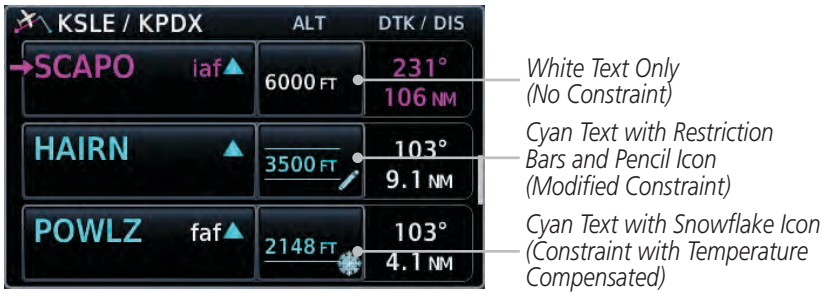 KSLE / KPDX ALT DTK / DIS
SCAPO iaf 6000 FT 231°
106 NM
White Text Only
(No Constraint)
HAIRN 3500 FT 103°
9.1 NM
Cyan Text with Restriction
Bars and Pencil Icon
(Modified Constraint)
POWLZ faf 2148 FT 103°
4.1 NM
Cyan Text with Snowflake Icon
(Constraint with Temperature
Compensated)